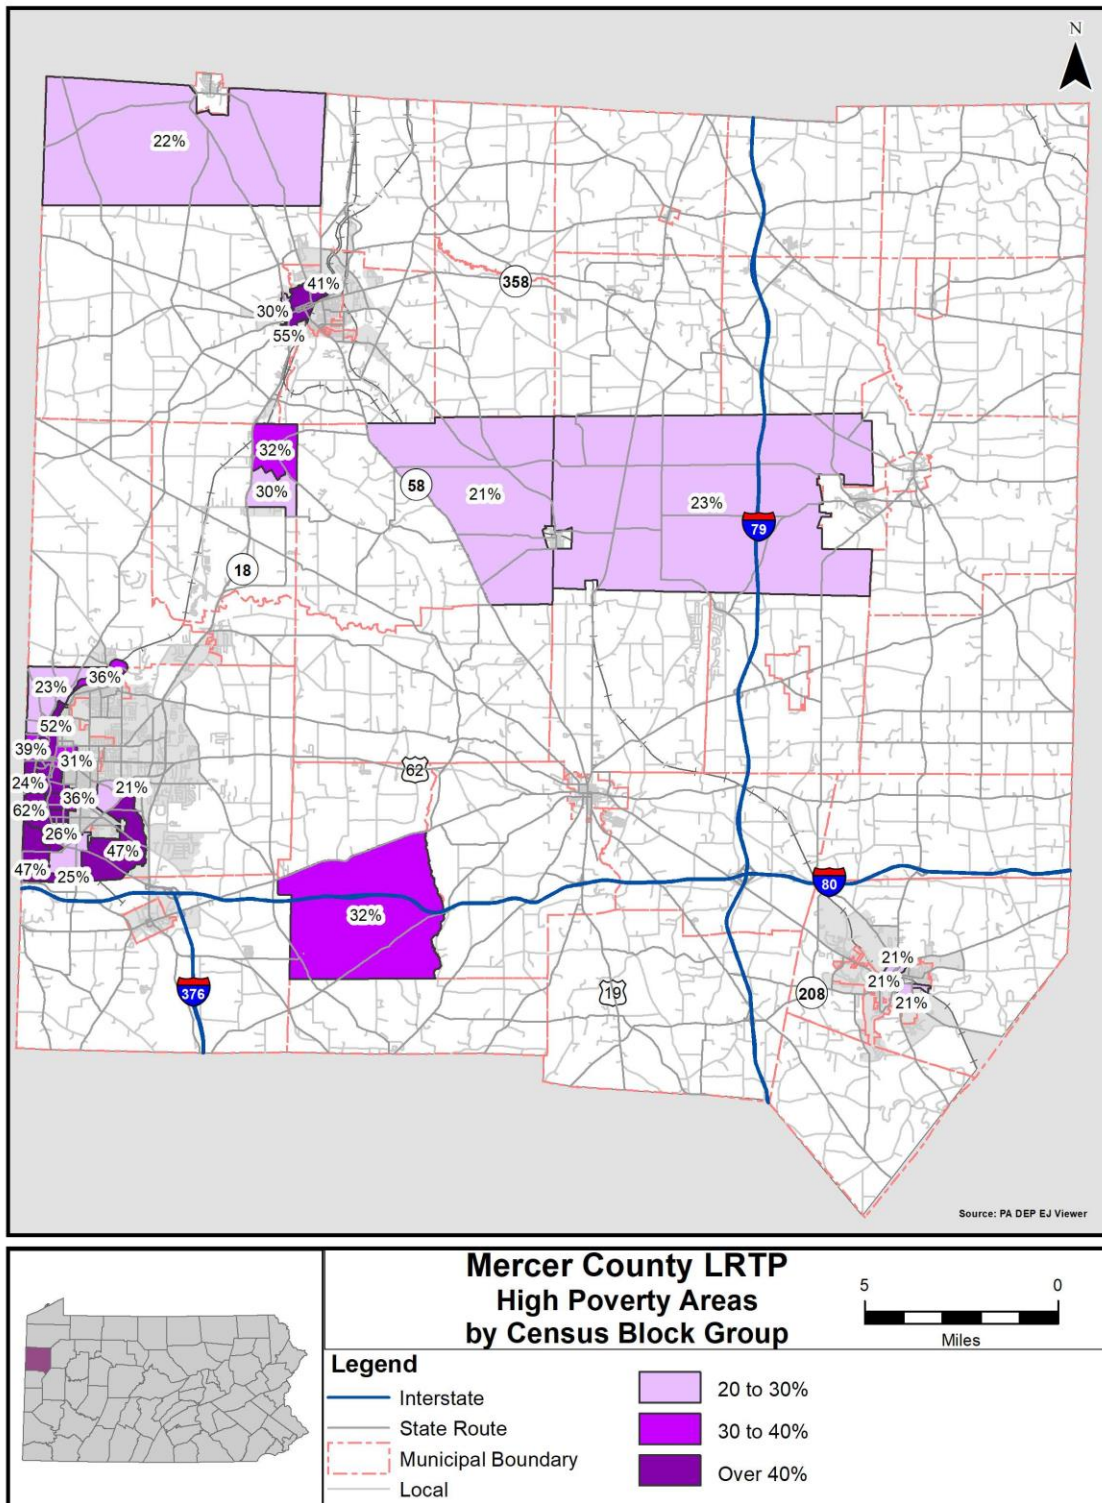 N
22%
41%
358
30%
55%
32%
58
30%
21%
23%
79
18
36%
23%
52%
39%
31%
62
24%
21%
36%
62%
26%
47%
47%
25%
80
32%
21%
21%
376
19
208
21%
Source: PA DEP EJ Viewer
Mercer County LRTP
High Poverty Areas
by Census Block Group
5
0
Miles
Legend
Interstate
State Route
Municipal Boundary
Local
20 to 30%
30 to 40%
Over 40%